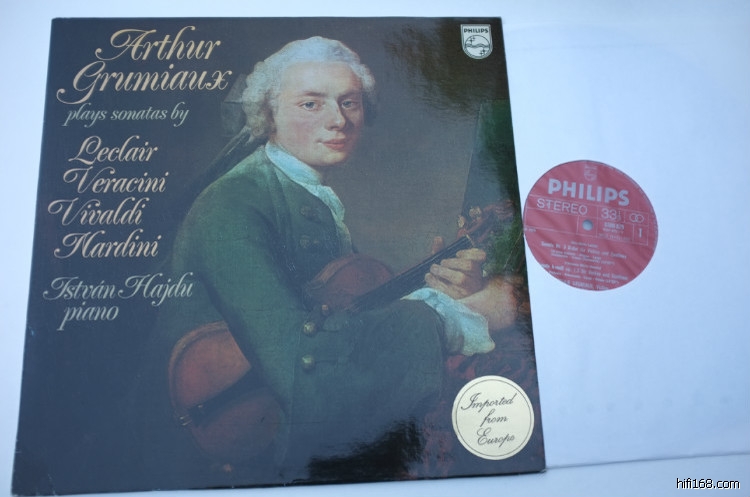 Arthur
Grumiaux
plays sonatas by
Leclair
Veracini
Vivaldi
Nardini
István Hajdu
piano
PHILIPS
Imported
from
Europe
PHILIPS
STEREO 33
1
hifi168.com